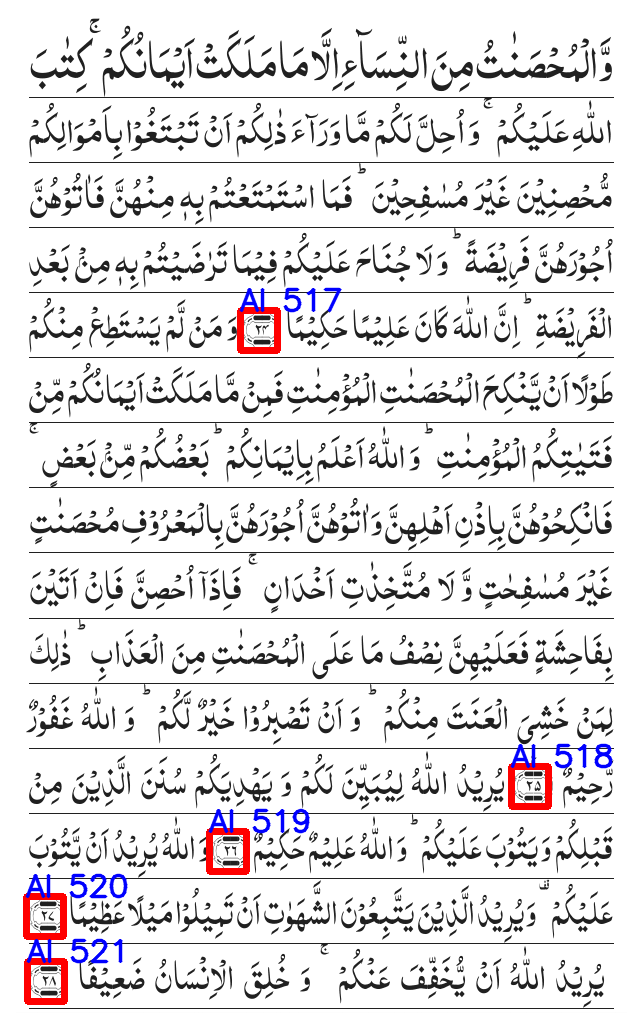 وَّالۡمُحۡصَنٰتُ مِنَ النِّسَآءِ اِلَّا مَا مَلَكَتۡ اَيۡمَانُكُمۡ ۚ كِتٰبَ
اللّٰهِ عَلَيۡكُمۡ ۚ وَ اُحِلَّ لَكُمۡ مَّا وَرَآءَ ذٰلِكُمۡ اَنۡ تَبۡتَغُوۡا بِاَمۡوَالِكُمۡ
مُّحۡصِنِيۡنَ غَيۡرَ مُسٰفِحِيۡنَ ؕ فَمَا اسۡتَمۡتَعۡتُمۡ بِهٖ مِنۡهُنَّ فَاٰتُوۡهُنَّ
اُجُوۡرَهُنَّ فَرِيۡضَةً ؕ وَ لَا جُنَاحَ عَلَيۡكُمۡ فِيۡمَا تَرٰضَيۡتُمۡ بِهٖ مِنۡۢ بَعۡدِ
AI 517
الۡفَرِيۡضَةِ ؕ اِنَّ اللّٰهَ كَانَ عَلِيۡمًا حَكِيۡمًا ﴿۲۴﴾ وَ مَنۡ لَّمۡ يَسۡتَطِعۡ مِنۡكُمۡ
طَوۡلًا اَنۡ يَّنۡكِحَ الۡمُحۡصَنٰتِ الۡمُؤۡمِنٰتِ فَمِنۡ مَّا مَلَكَتۡ اَيۡمَانُكُمۡ مِّنۡ
فَتَيٰتِكُمُ الۡمُؤۡمِنٰتِ ؕ وَ اللّٰهُ اَعۡلَمُ بِاِيۡمَانِكُمۡ ؕ بَعۡضُكُمۡ مِّنۡۢ بَعۡضٍ ۚ
فَانْكِحُوۡهُنَّ بِاِذۡنِ اَهۡلِهِنَّ وَ اٰتُوۡهُنَّ اُجُوۡرَهُنَّ بِالۡمَعۡرُوۡفِ مُحۡصَنٰتٍ
غَيۡرَ مُسٰفِحٰتٍ وَّ لَا مُتَّخِذٰتِ اَخۡدَانٍ ۚ فَاِذَاۤ اُحۡصِنَّ فَاِنۡ اَتَيۡنَ
بِفَاحِشَةٍ فَعَلَيۡهِنَّ نِصۡفُ مَا عَلَى الۡمُحۡصَنٰتِ مِنَ الۡعَذَابِ ؕ ذٰلِكَ
لِمَنۡ خَشِىَ الۡعَنَتَ مِنۡكُمۡ ؕ وَ اَنۡ تَصۡبِرُوۡا خَيۡرٌ لَّكُمۡ ؕ وَ اللّٰهُ غَفُوۡرٌ
AI 518
رَّحِيۡمٌ ﴿۲۵﴾ يُرِيۡدُ اللّٰهُ لِيُبَيِّنَ لَكُمۡ وَ يَهۡدِيَكُمۡ سُنَنَ الَّذِيۡنَ مِنۡ
AI 519
قَبۡلِكُمۡ وَ يَتُوۡبَ عَلَيۡكُمۡ ؕ وَ اللّٰهُ عَلِيۡمٌ حَكِيۡمٌ ﴿۲۶﴾ وَ اللّٰهُ يُرِيۡدُ اَنۡ يَّتُوۡبَ
AI 520
عَلَيۡكُمۡ ۟ وَ يُرِيۡدُ الَّذِيۡنَ يَتَّبِعُوۡنَ الشَّهَوٰتِ اَنۡ تَمِيۡلُوۡا مَيۡلًا عَظِيۡمًا ﴿۲۷﴾
AI 521
يُرِيۡدُ اللّٰهُ اَنۡ يُّخَفِّفَ عَنۡكُمۡ ۚ وَ خُلِقَ الۡاِنۡسَانُ ضَعِيۡفًا ﴿۲۸﴾